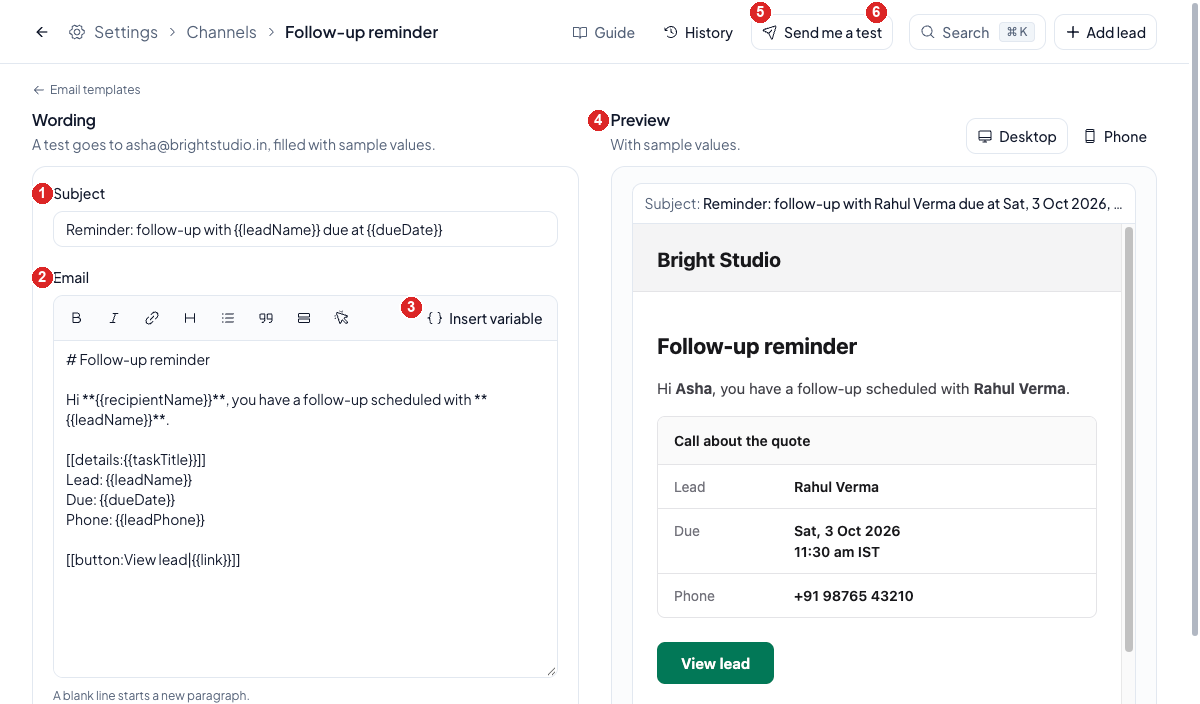 Settings > Channels > Follow-up reminder
Guide
History
5
6
Send me a test
Search ⌘ K
+ Add lead
← Email templates
Wording
A test goes to asha@brightstudio.in, filled with sample values.
1 Subject
Reminder: follow-up with {{leadName}} due at {{dueDate}}
2 Email
B I H
3 {} Insert variable
# Follow-up reminder
Hi **{{recipientName}}**, you have a follow-up scheduled with **
{{leadName}}**.
[[details:{{taskTitle}}]]
Lead: {{leadName}}
Due: {{dueDate}}
Phone: {{leadPhone}}
[[button:View lead|{{link}}]]
A blank line starts a new paragraph.
4 Preview
With sample values.
Desktop
Phone
Subject: Reminder: follow-up with Rahul Verma due at Sat, 3 Oct 2026, ...
Bright Studio
Follow-up reminder
Hi Asha, you have a follow-up scheduled with Rahul Verma.
Call about the quote
Lead Rahul Verma
Due Sat, 3 Oct 2026
11:30 am IST
Phone +91 98765 43210
View lead